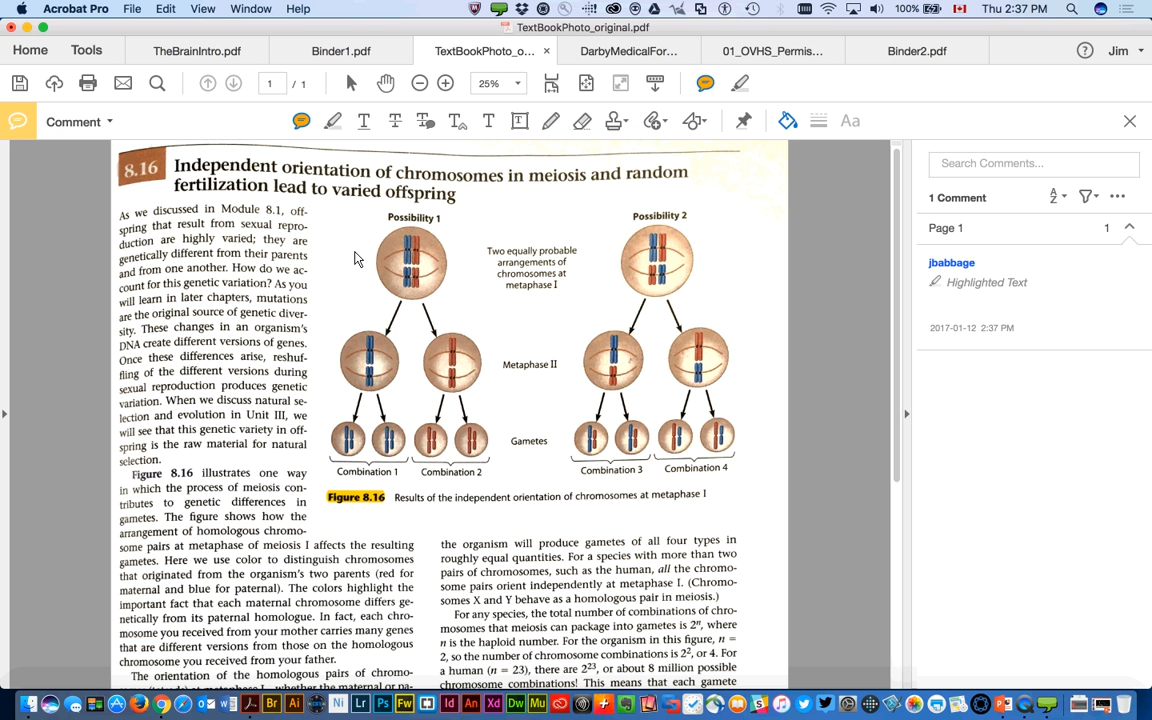 Acrobat Pro File Edit View Window Help 100% Thu 2:37 PM
TextBookPhoto_original.pdf
Home Tools TheBrainIntro.pdf Binder1.pdf TextBookPhoto_o... × DarbyMedicalFor... 01_OVHS_Permis... Binder2.pdf ? Jim
1 / 1 25%
Comment T T T T T Aa
Search Comments...
1 Comment A Z
Page 1 1
jbabbage
Highlighted Text
2017-01-12 2:37 PM
8.16 Independent orientation of chromosomes in meiosis and random
fertilization lead to varied offspring
As we discussed in Module 8.1, off-
spring that result from sexual repro-
duction are highly varied; they are
genetically different from their parents
and from one another. How do we ac-
count for this genetic variation? As you
will learn in later chapters, mutations
are the original source of genetic diver-
sity. These changes in an organism's
DNA create different versions of genes.
Once these differences arise, reshuf-
fling of the different versions during
sexual reproduction produces genetic
variation. When we discuss natural se-
lection and evolution in Unit III, we
will see that this genetic variety in off-
spring is the raw material for natural
selection.
Figure 8.16 illustrates one way
in which the process of meiosis con-
tributes to genetic differences in
gametes. The figure shows how the
arrangement of homologous chromo-
some pairs at metaphase of meiosis I affects the resulting
gametes. Here we use color to distinguish chromosomes
that originated from the organism's two parents (red for
maternal and blue for paternal). The colors highlight the
important fact that each maternal chromosome differs ge-
netically from its paternal homologue. In fact, each chro-
mosome you received from your mother carries many genes
that are different versions from those on the homologous
chromosome you received from your father.
The orientation of the homologous pairs of chromo-
Possibility 1 Possibility 2
Two equally probable
arrangements of
chromosomes at
metaphase I
Metaphase II
Gametes
Combination 1 Combination 2 Combination 3 Combination 4
Figure 8.16 Results of the independent orientation of chromosomes at metaphase I
the organism will produce gametes of all four types in
roughly equal quantities. For a species with more than two
pairs of chromosomes, such as the human, all the chromo-
some pairs orient independently at metaphase I. (Chromo-
somes X and Y behave as a homologous pair in meiosis.)
For any species, the total number of combinations of chro-
mosomes that meiosis can package into gametes is 2ⁿ, where
n is the haploid number. For the organism in this figure, n =
2, so the number of chromosome combinations is 2², or 4. For
a human (n = 23), there are 2²³, or about 8 million possible
chromosome combinations! This means that each gamete
Br Ai Ni Lr Ps Fw Id An Xd Dw Mu